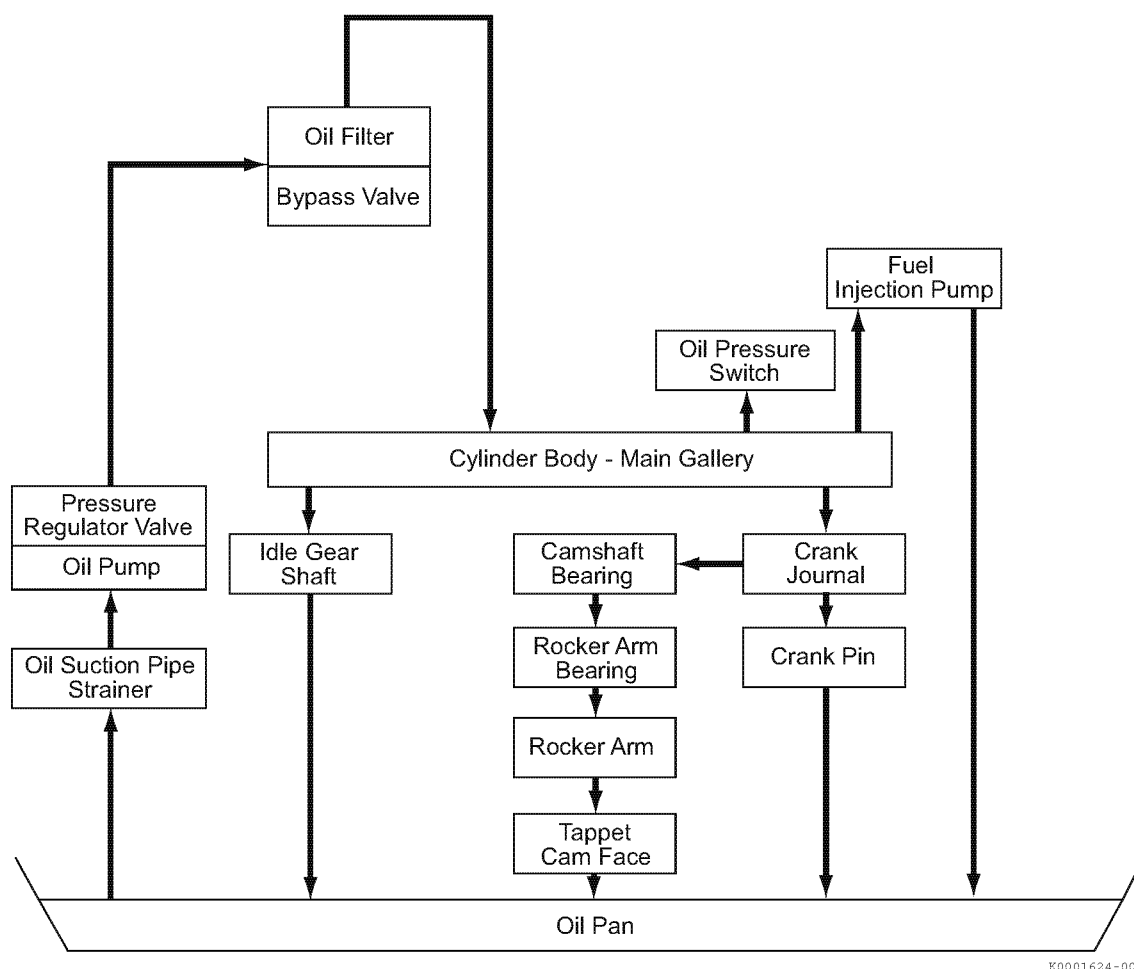 Oil Filter
Bypass Valve
Fuel
Injection Pump
Oil Pressure
Switch
Cylinder Body - Main Gallery
Pressure
Regulator Valve
Oil Pump
Idle Gear
Shaft
Camshaft
Bearing
Crank
Journal
Oil Suction Pipe
Strainer
Rocker Arm
Bearing
Crank Pin
Rocker Arm
Tappet
Cam Face
Oil Pan
K0001624-00